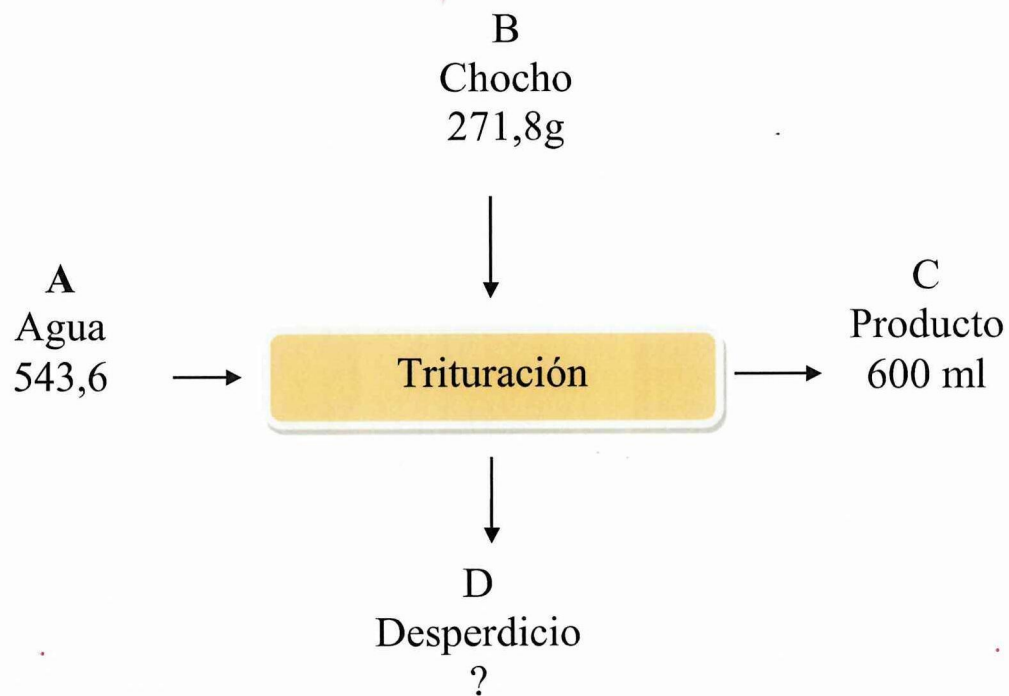 B
Chocho
271,8g
A
Agua
543,6
Trituración
C
Producto
600 ml
D
Desperdicio
?